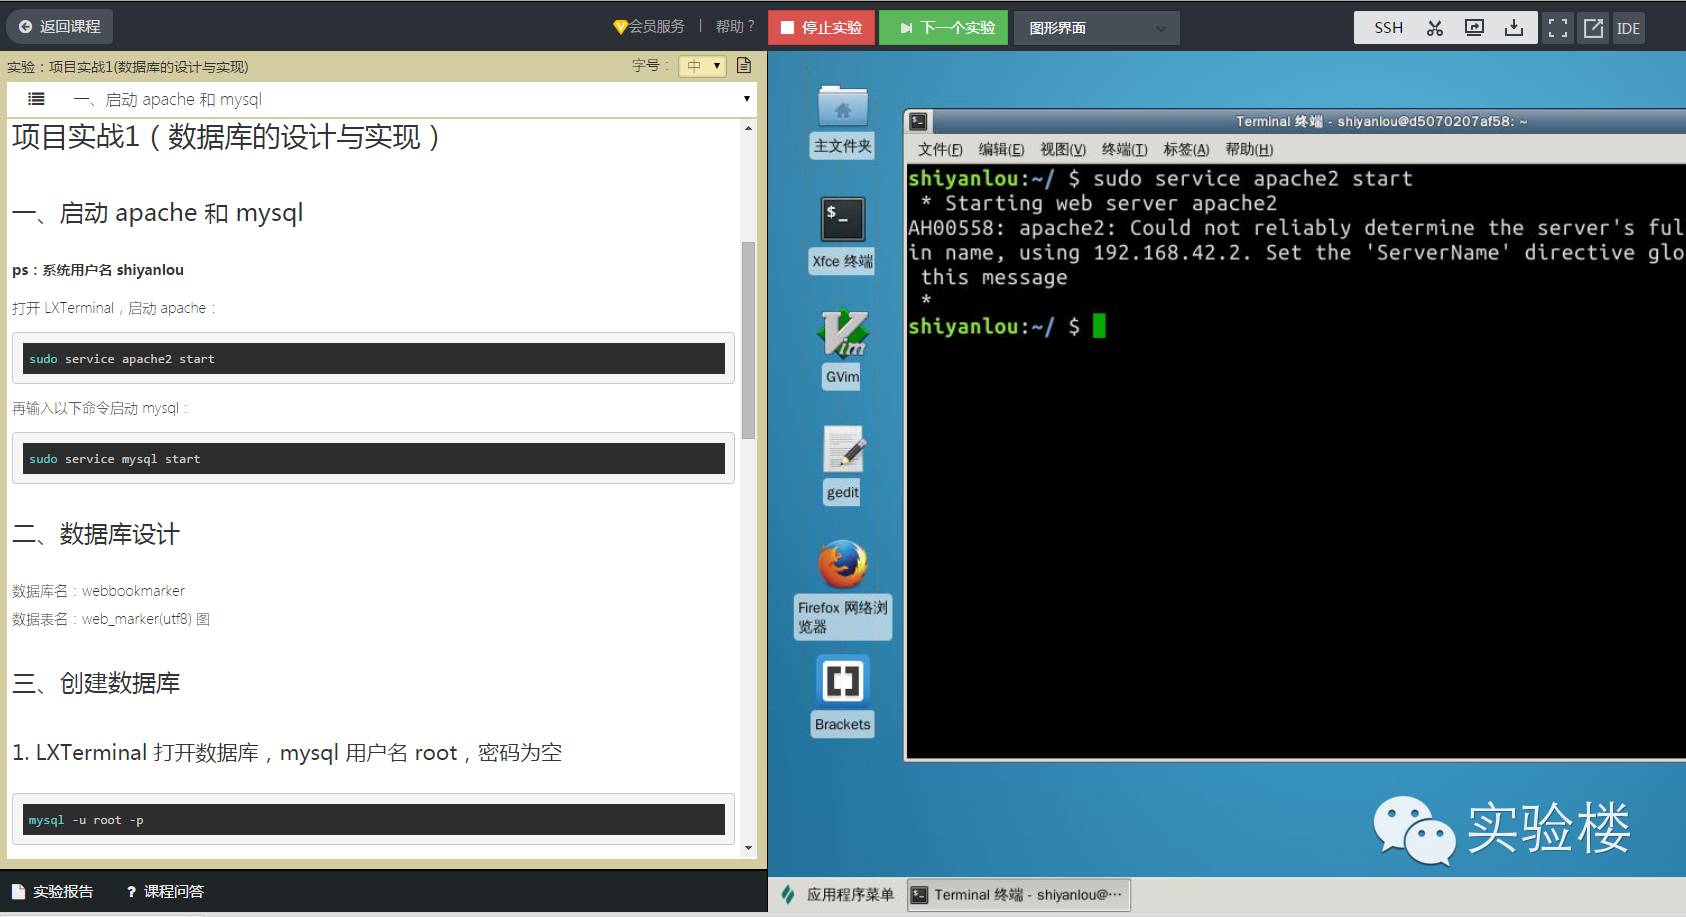 返回课程
会员服务 | 帮助 ?
停止实验
下一个实验
图形界面
SSH
IDE
实验：项目实战1(数据库的设计与实现)
字号：
中
一、启动 apache 和 mysql
项目实战1（数据库的设计与实现）
一、启动 apache 和 mysql
ps：系统用户名 shiyanlou
打开 LXTerminal，启动 apache：
sudo service apache2 start
再输入以下命令启动 mysql：
sudo service mysql start
二、数据库设计
数据库名：webbookmarker
数据表名：web_marker(utf8) 图
三、创建数据库
1. LXTerminal 打开数据库，mysql 用户名 root，密码为空
mysql -u root -p
实验报告
? 课程问答
主文件夹
$_
Xfce 终端
Vim
GVim
gedit
Firefox 网络浏
览器
Brackets
Terminal 终端 - shiyanlou@d5070207af58: ~
文件(F) 编辑(E) 视图(V) 终端(T) 标签(A) 帮助(H)
shiyanlou:~/ $ sudo service apache2 start
* Starting web server apache2
AH00558: apache2: Could not reliably determine the server's ful
in name, using 192.168.42.2. Set the 'ServerName' directive glo
this message
*
shiyanlou:~/ $
实验楼
应用程序菜单
Terminal 终端 - shiyanlou@···